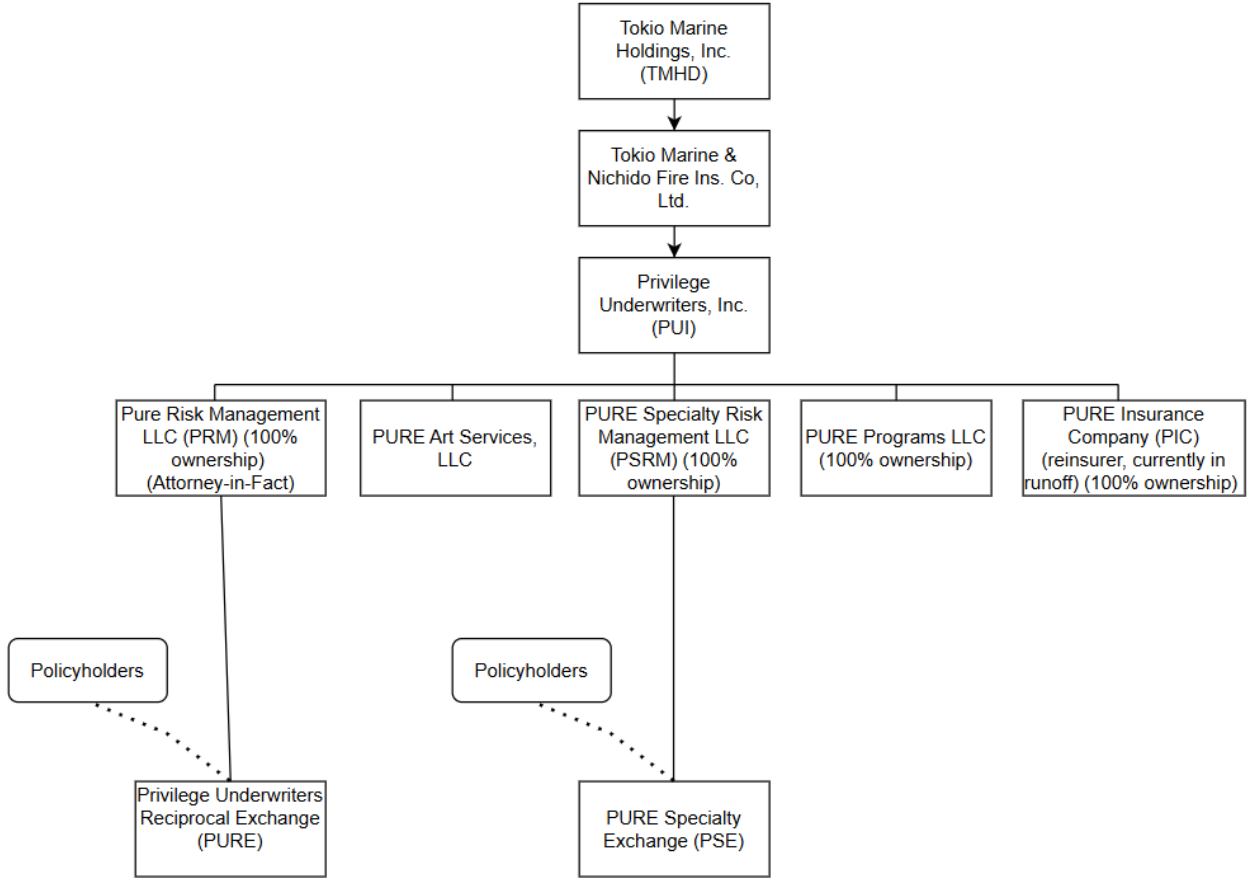 Tokio Marine
Holdings, Inc.
(TMHD)
Tokio Marine &
Nichido Fire Ins. Co,
Ltd.
Privilege
Underwriters, Inc.
(PUI)
Pure Risk Management
LLC (PRM) (100%
ownership)
(Attorney-in-Fact)
PURE Art Services,
LLC
PURE Specialty Risk
Management LLC
(PSRM) (100%
ownership)
PURE Programs LLC
(100% ownership)
PURE Insurance
Company (PIC)
(reinsurer, currently in
runoff) (100% ownership)
Policyholders
Policyholders
Privilege Underwriters
Reciprocal Exchange
(PURE)
PURE Specialty
Exchange (PSE)